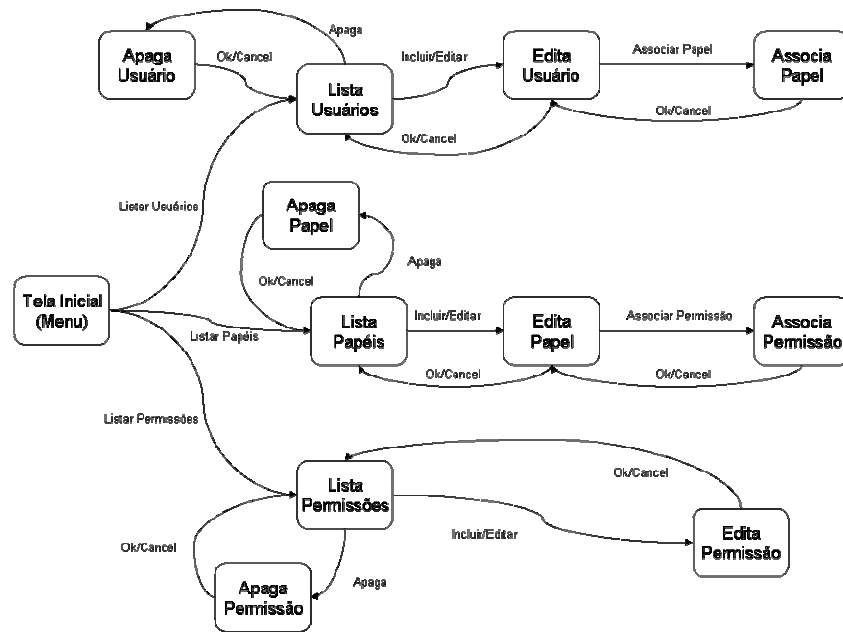 Apaga
Apaga
Usuário
Ok/Cancel
Lista
Usuários
Incluir/Editar
Edita
Usuário
Associar Papel
Associa
Papel
Ok/Cancel
Ok/Cancel
Listar Usuários
Apaga
Papel
Ok/Cancel
Apaga
Tela Inicial
(Menu)
Listar Papéis
Lista
Papéis
Incluir/Editar
Edita
Papel
Associar Permissão
Associa
Permissão
Ok/Cancel
Ok/Cancel
Listar Permissões
Lista
Permissões
Ok/Cancel
Incluir/Editar
Edita
Permissão
Ok/Cancel
Apaga
Permissão
Apaga